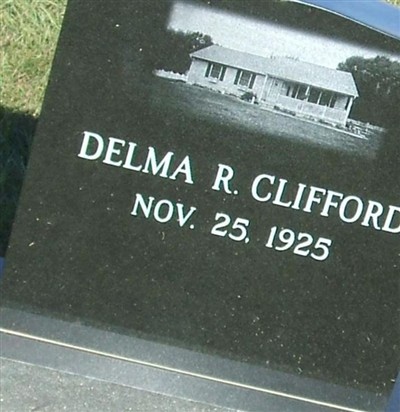 DELMA R. CLIFFORD
NOV. 25, 1925